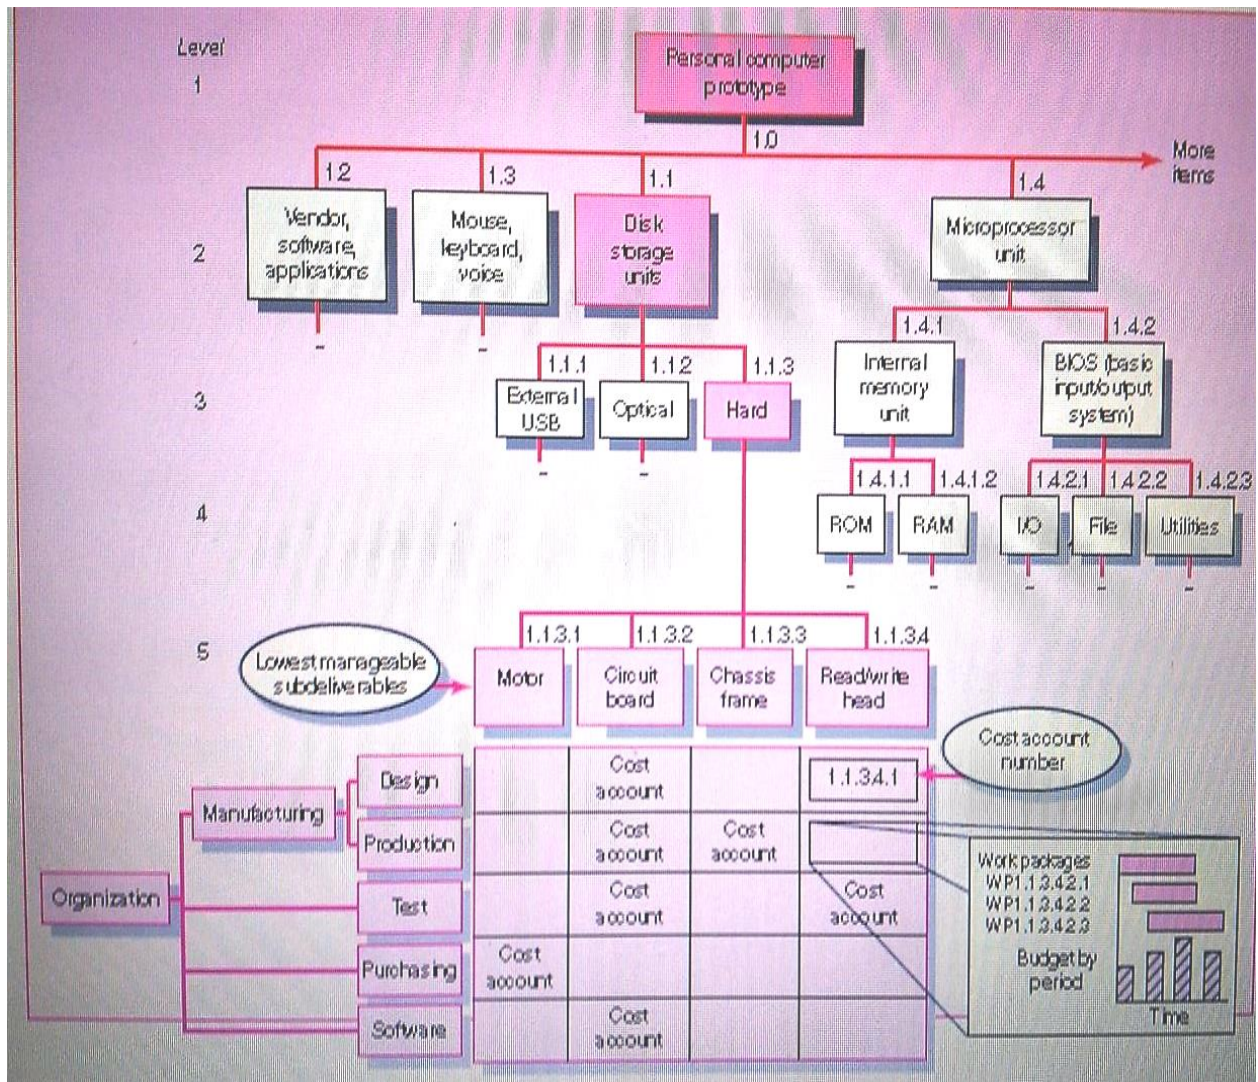 Level
Personal computer
prototype
1
1.0
More
items
1.2
1.3
1.1
1.4
Vendor,
software,
applications
Mouse,
keyboard,
voice
Disk
storage
units
Microprocessor
unit
2
1.4.1
1.4.2
Internal
memory
unit
BIOS (basic
input/output
system)
1.1.1
1.1.2
1.1.3
3
External
USB
Optical
Hard
1.4.1.1
1.4.1.2
1.4.2.1
1.4.2.2
1.4.2.3
4
ROM
RAM
I/O
File
Utilities
1.1.3.1
1.1.3.2
1.1.3.3
1.1.3.4
5
Lowest manageable
subdeliverables
Motor
Circuit
board
Chassis
frame
Read/write
head
Cost account
number
Organization
Manufacturing
Design
Cost
account
1.1.3.4.1
Production
Cost
account
Cost
account
Test
Cost
account
Cost
account
Purchasing
Cost
account
Software
Cost
account
Work packages
WP1.1.3.4.2.1
WP1.1.3.4.2.2
WP1.1.3.4.2.3
Budget by
period
Time